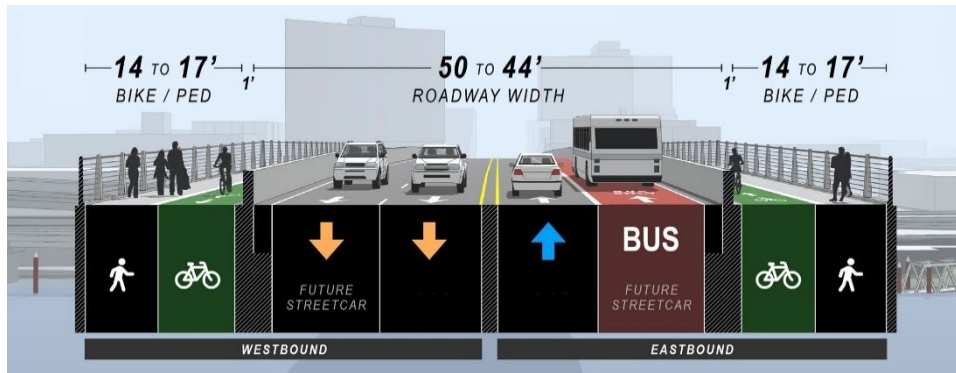 14 TO 17'
BIKE / PED
1'
50 TO 44'
ROADWAY WIDTH
1'
14 TO 17'
BIKE / PED
FUTURE
STREETCAR
BUS
FUTURE
STREETCAR
WESTBOUND
EASTBOUND